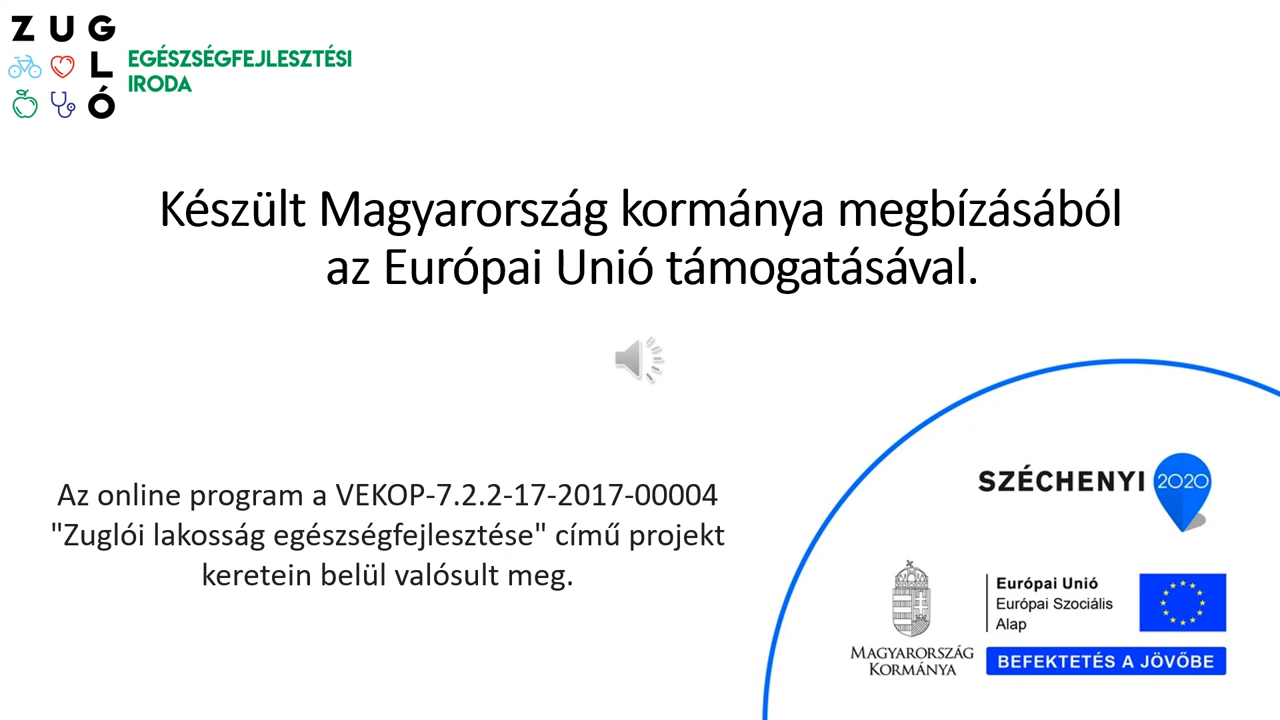 ZUGLÓ
EGÉSZSÉGFEJLESZTÉSI
IRODA
Készült Magyarország kormánya megbízásából
az Európai Unió támogatásával.
Az online program a VEKOP-7.2.2-17-2017-00004
"Zuglói lakosság egészségfejlesztése" című projekt
keretein belül valósult meg.
SZÉCHENYI 2020
MAGYARORSZÁG
KORMÁNYA
Európai Unió
Európai Szociális
Alap
BEFEKTETÉS A JÖVŐBE